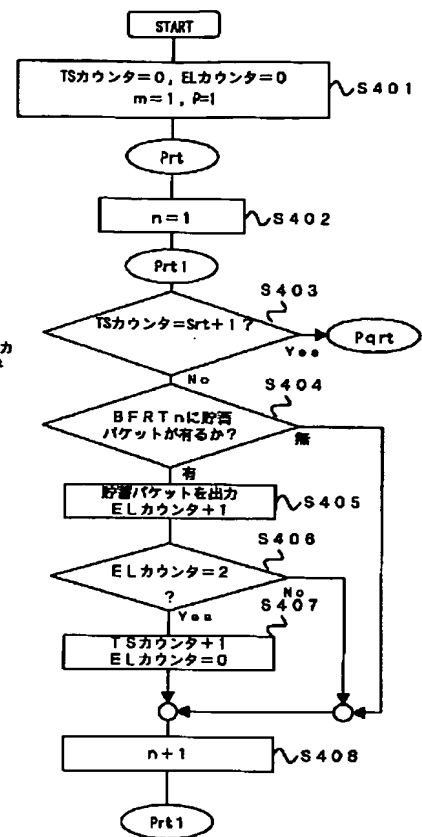 START
TSカウンタ=0, ELカウンタ=0
m=1, P=1
S401
Prt
n=1
S402
Prt1
S403
TSカウンタ=Srt+1?
Yes
Pqrt
No
S404
BFRTnに貯蓄
パケットが有るか?
無
有
貯蓄パケットを出力
ELカウンタ+1
S405
S406
ELカウンタ=2
?
No
Yes
S407
TSカウンタ+1
ELカウンタ=0
n+1
S408
Prt1